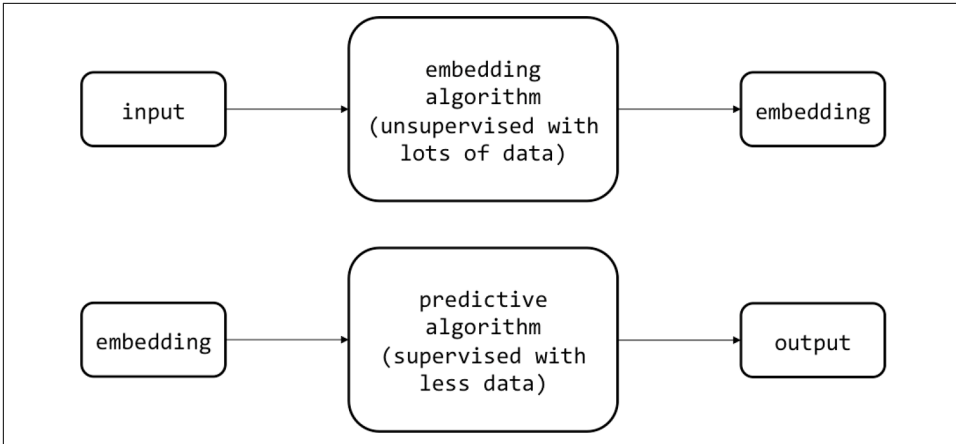 input
embedding
algorithm
(unsupervised with
lots of data)
embedding
embedding
predictive
algorithm
(supervised with
less data)
output